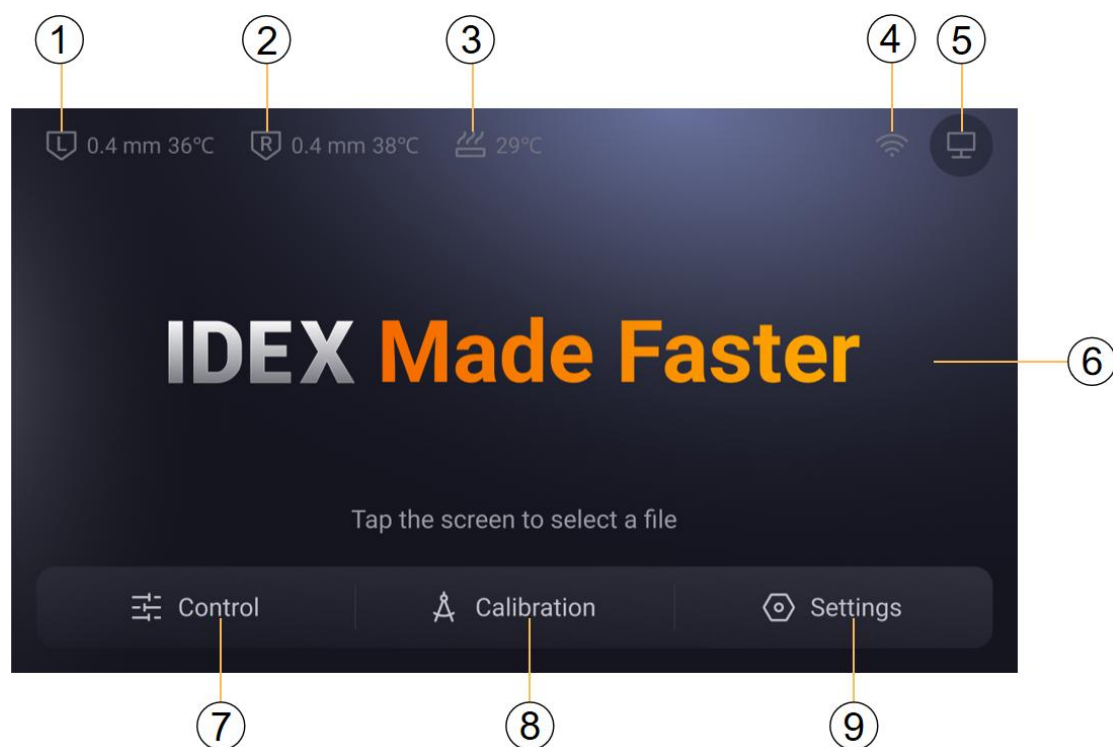 1 2 3 4 5
L 0.4 mm 36°C R 0.4 mm 38°C 29°C
IDEX Made Faster
6
Tap the screen to select a file
Control Calibration Settings
7 8 9